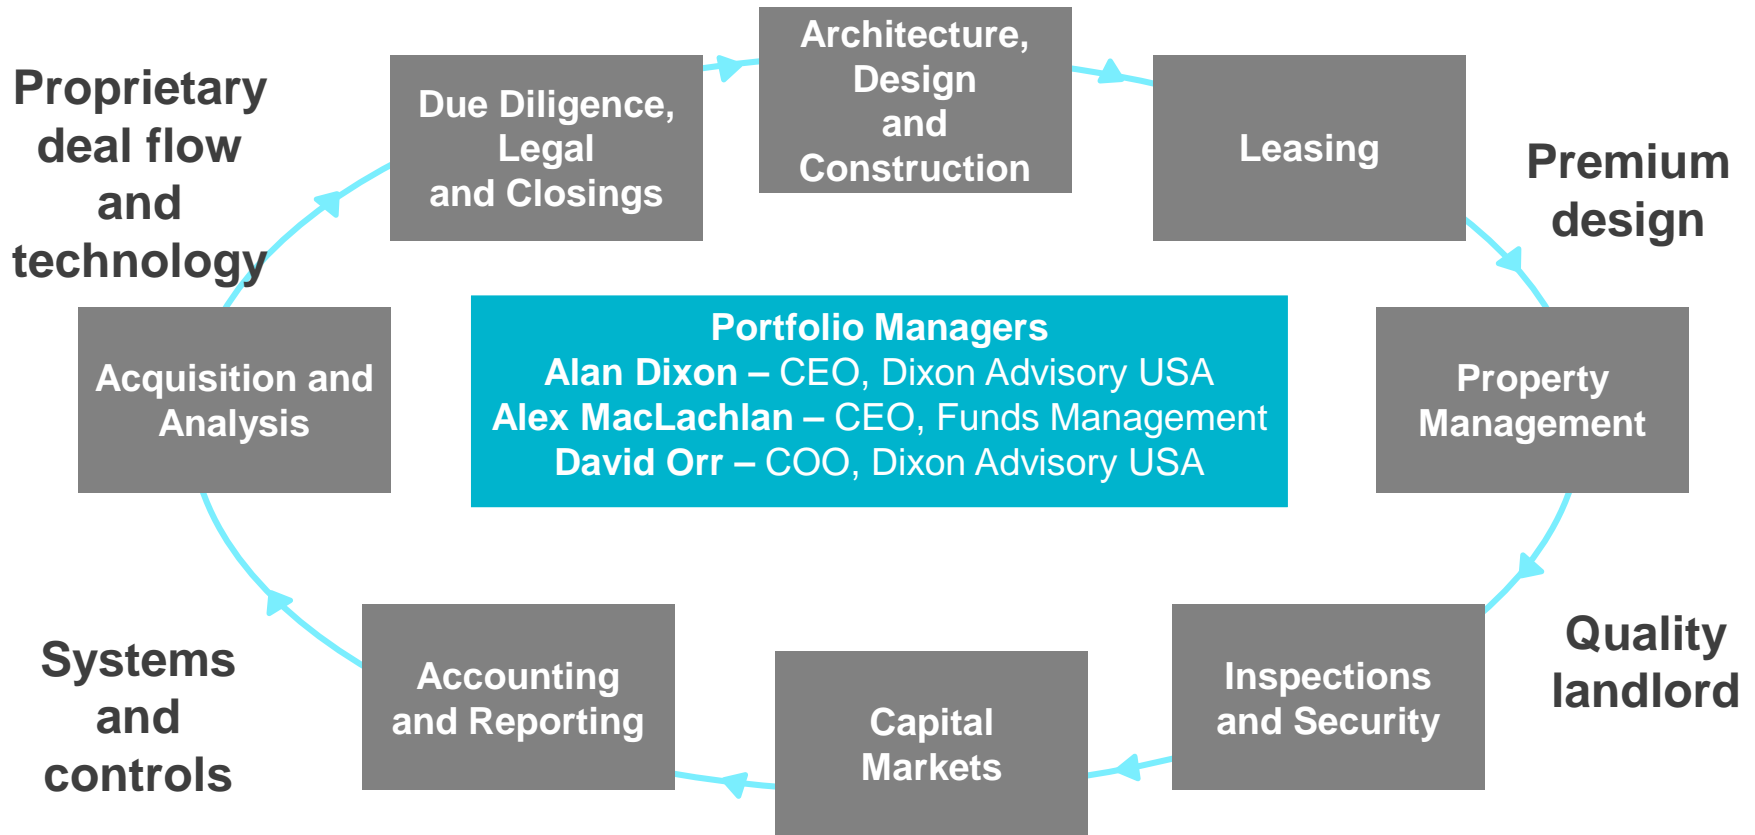 Proprietary
deal flow
and
technology
Due Diligence,
Legal
and Closings
Architecture,
Design
and
Construction
Leasing
Premium
design
Acquisition and
Analysis
Portfolio Managers
Alan Dixon – CEO, Dixon Advisory USA
Alex MacLachlan – CEO, Funds Management
David Orr – COO, Dixon Advisory USA
Property
Management
Systems
and
controls
Accounting
and Reporting
Capital
Markets
Inspections
and Security
Quality
landlord